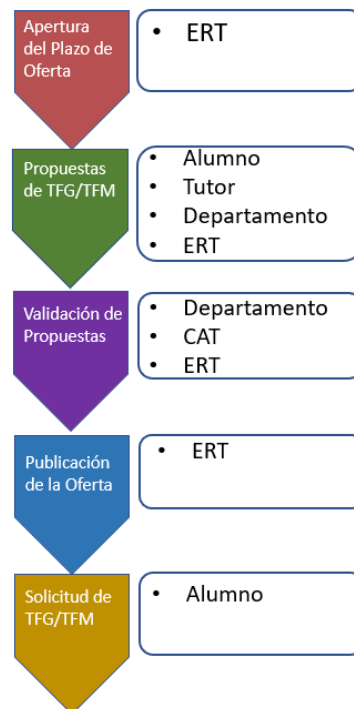 Apertura
del Plazo de
Oferta
• ERT
Propuestas
de TFG/TFM
• Alumno
• Tutor
• Departamento
• ERT
Validación de
Propuestas
• Departamento
• CAT
• ERT
Publicación
de la Oferta
• ERT
Solicitud de
TFG/TFM
• Alumno